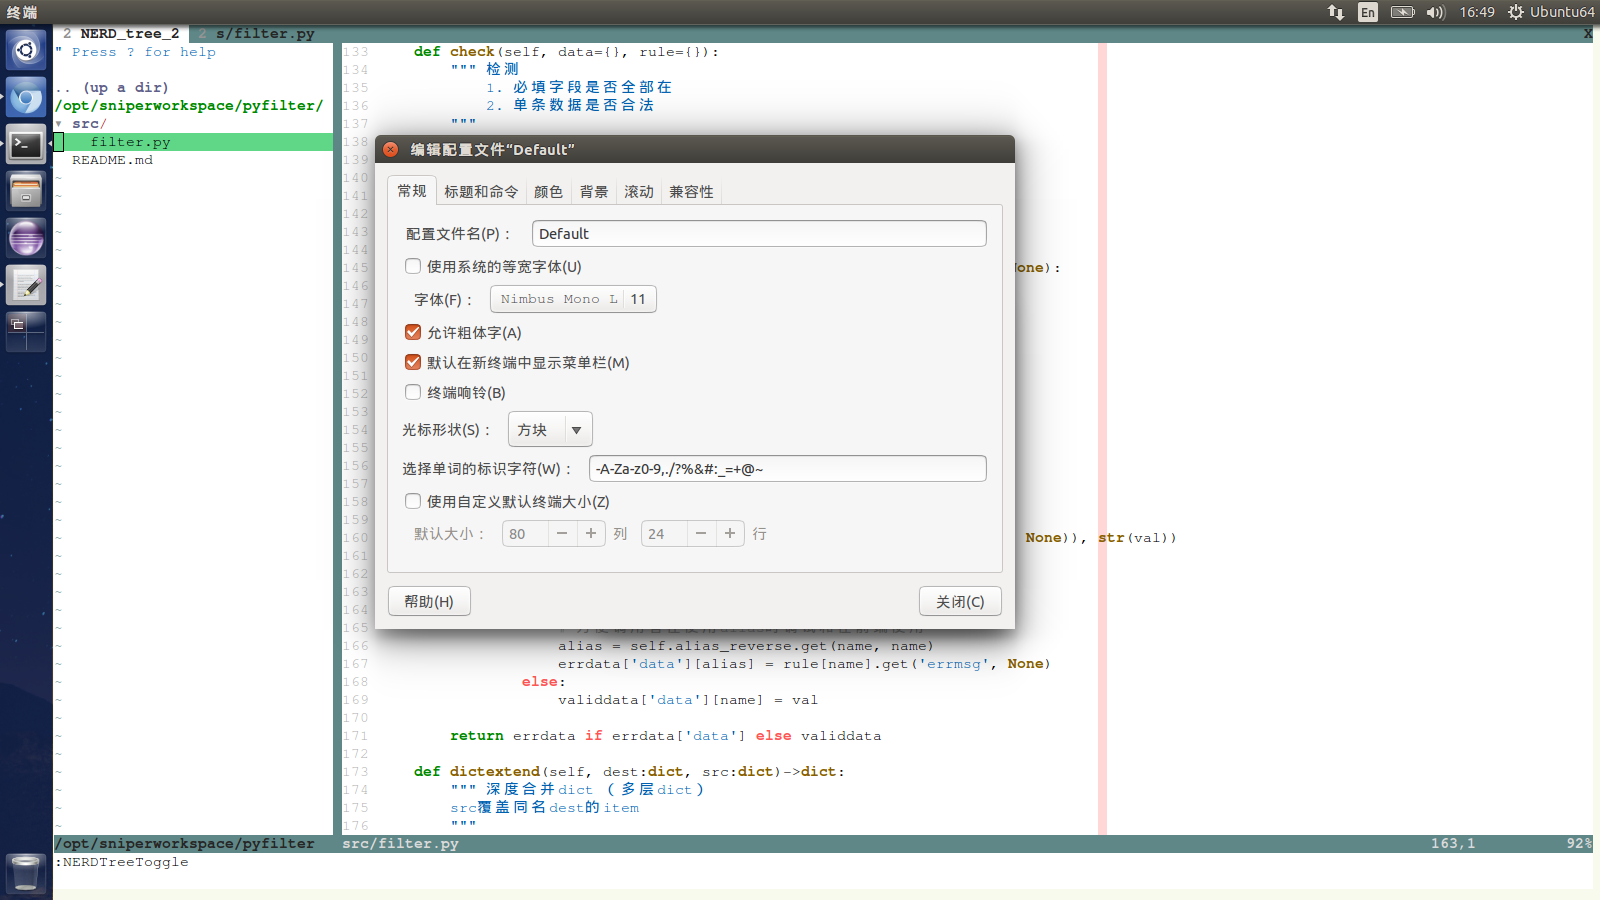 终端
En
16:49
Ubuntu64
2 NERD_tree_2 2 s/filter.py X
" Press ? for help
.. (up a dir)
/opt/sniperworkspace/pyfilter/
▾ src/
filter.py
README.md
133 def check(self, data={}, rule={}):
134 """ 检测
135 1. 必填字段是否全部在
136 2. 单条数据是否合法
137 """
138
139
140
141
142
143
144
145 None):
146
147
148
149
150
151
152
153
154
155
156
157
158
159
160 None)), str(val))
161
162
163
164
165
166 alias = self.alias_reverse.get(name, name)
167 errdata['data'][alias] = rule[name].get('errmsg', None)
168 else:
169 validdata['data'][name] = val
170
171 return errdata if errdata['data'] else validdata
172
173 def dictextend(self, dest:dict, src:dict)->dict:
174 """ 深度合并dict （多层dict）
175 src覆盖同名dest的item
176 """
/opt/sniperworkspace/pyfilter src/filter.py 163,1 92%
:NERDTreeToggle
编辑配置文件“Default”
常规 标题和命令 颜色 背景 滚动 兼容性
配置文件名(P)： Default
使用系统的等宽字体(U)
字体(F)： Nimbus Mono L 11
允许粗体字(A)
默认在新终端中显示菜单栏(M)
终端响铃(B)
光标形状(S)： 方块
选择单词的标识字符(W)： -A-Za-z0-9,./?%&#:_=+@~
使用自定义默认终端大小(Z)
默认大小： 80 − + 列 24 − + 行
帮助(H) 关闭(C)